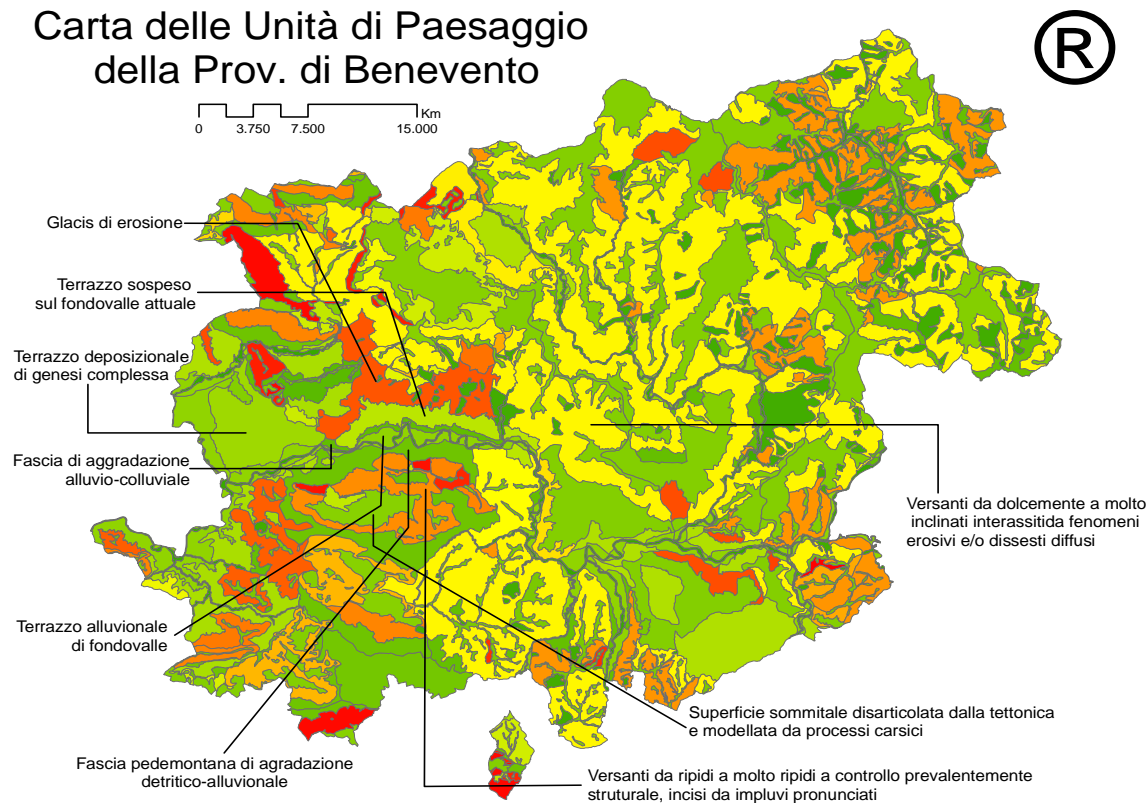 Carta delle Unità di Paesaggio
della Prov. di Benevento
®
Km
0 3.750 7.500 15.000
Glacis di erosione
Terrazzo sospeso
sul fondovalle attuale
Terrazzo deposizionale
di genesi complessa
Fascia di aggradazione
alluvio-colluviale
Versanti da dolcemente a molto
inclinati interassitida fenomeni
erosivi e/o dissesti diffusi
Terrazzo alluvionale
di fondovalle
Superficie sommitale disarticolata dalla tettonica
e modellata da processi carsici
Fascia pedemontana di agradazione
detritico-alluvionale
Versanti da ripidi a molto ripidi a controllo prevalentemente
struturale, incisi da impluvi pronunciati